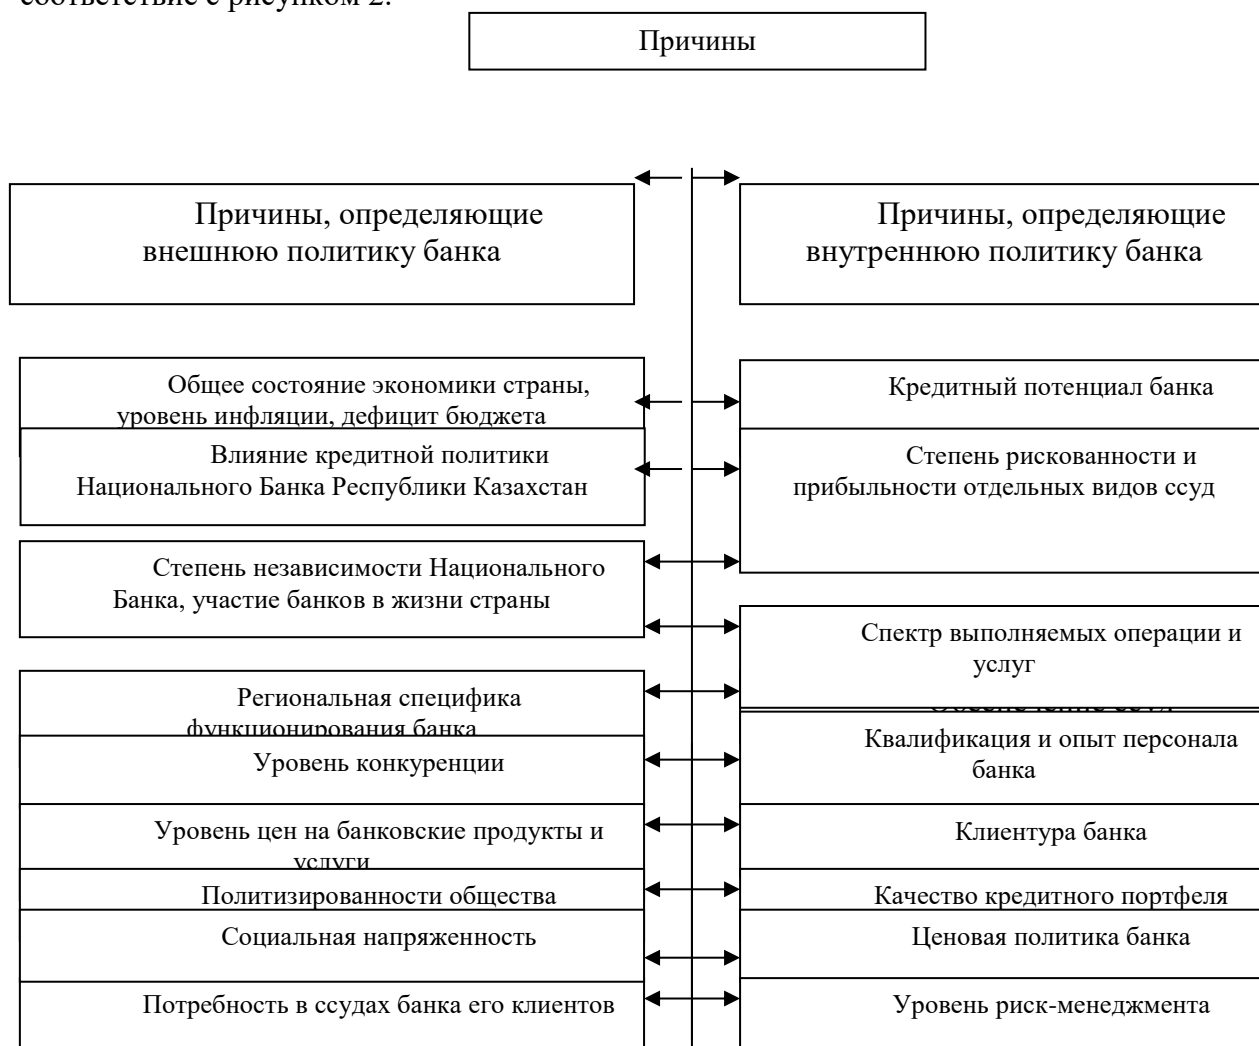 соответствие с рисунком 2.
Причины
Причины, определяющие
внешнюю политику банка
Причины, определяющие
внутреннюю политику банка
Общее состояние экономики страны,
уровень инфляции, дефицит бюджета
Влияние кредитной политики
Национального Банка Республики Казахстан
Степень независимости Национального
Банка, участие банков в жизни страны
Региональная специфика
функционирования банка
Уровень конкуренции
Уровень цен на банковские продукты и
услуги
Политизированности общества
Социальная напряженность
Потребность в ссудах банка его клиентов
Кредитный потенциал банка
Степень рискованности и
прибыльности отдельных видов ссуд
Спектр выполняемых операции и
услуг
Квалификация и опыт персонала
банка
Клиентура банка
Качество кредитного портфеля
Ценовая политика банка
Уровень риск-менеджмента